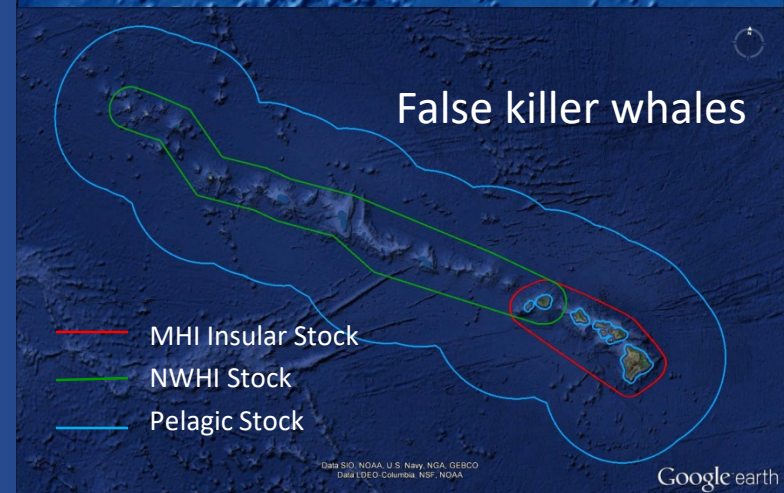 N
False killer whales
MHI Insular Stock
NWHI Stock
Pelagic Stock
Data SIO, NOAA, U.S. Navy, NGA, GEBCO
Data LDEO-Columbia, NSF, NOAA
Google earth